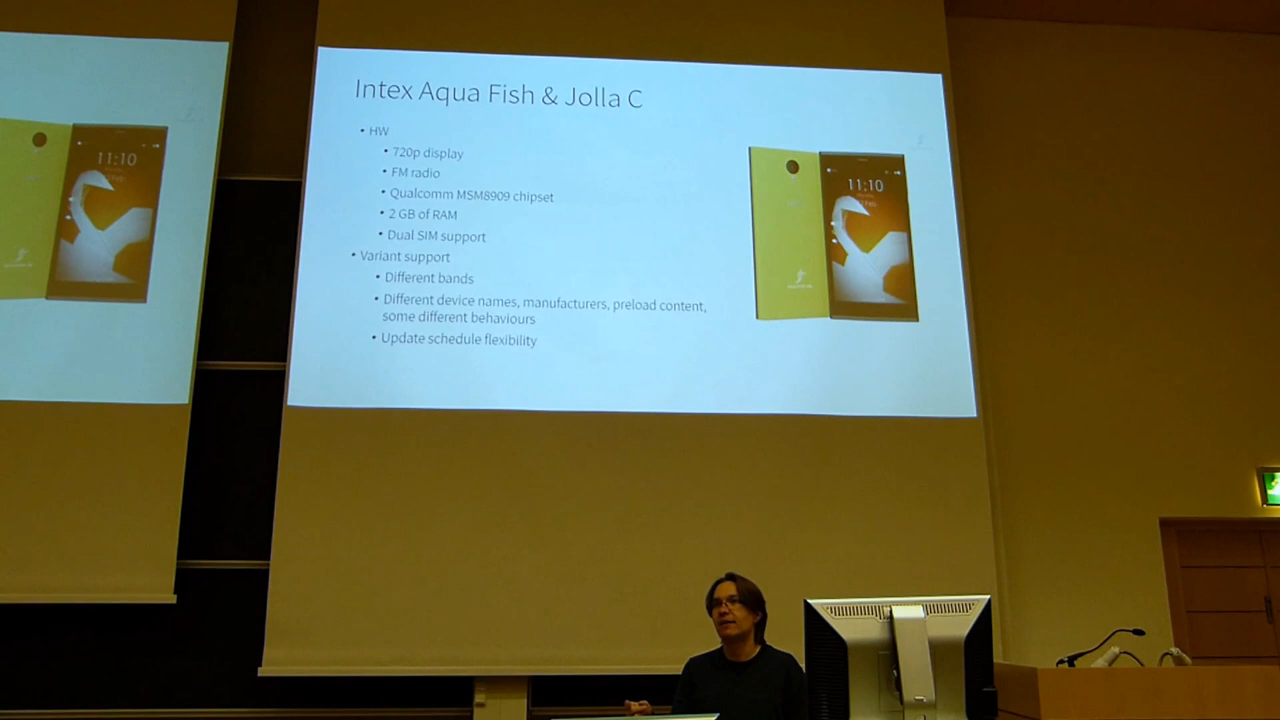 Intex Aqua Fish & Jolla C
• HW
• 720p display
• FM radio
• Qualcomm MSM8909 chipset
• 2 GB of RAM
• Dual SIM support
• Variant support
• Different bands
• Different device names, manufacturers, preload content,
some different behaviours
• Update schedule flexibility
11:10
11:10